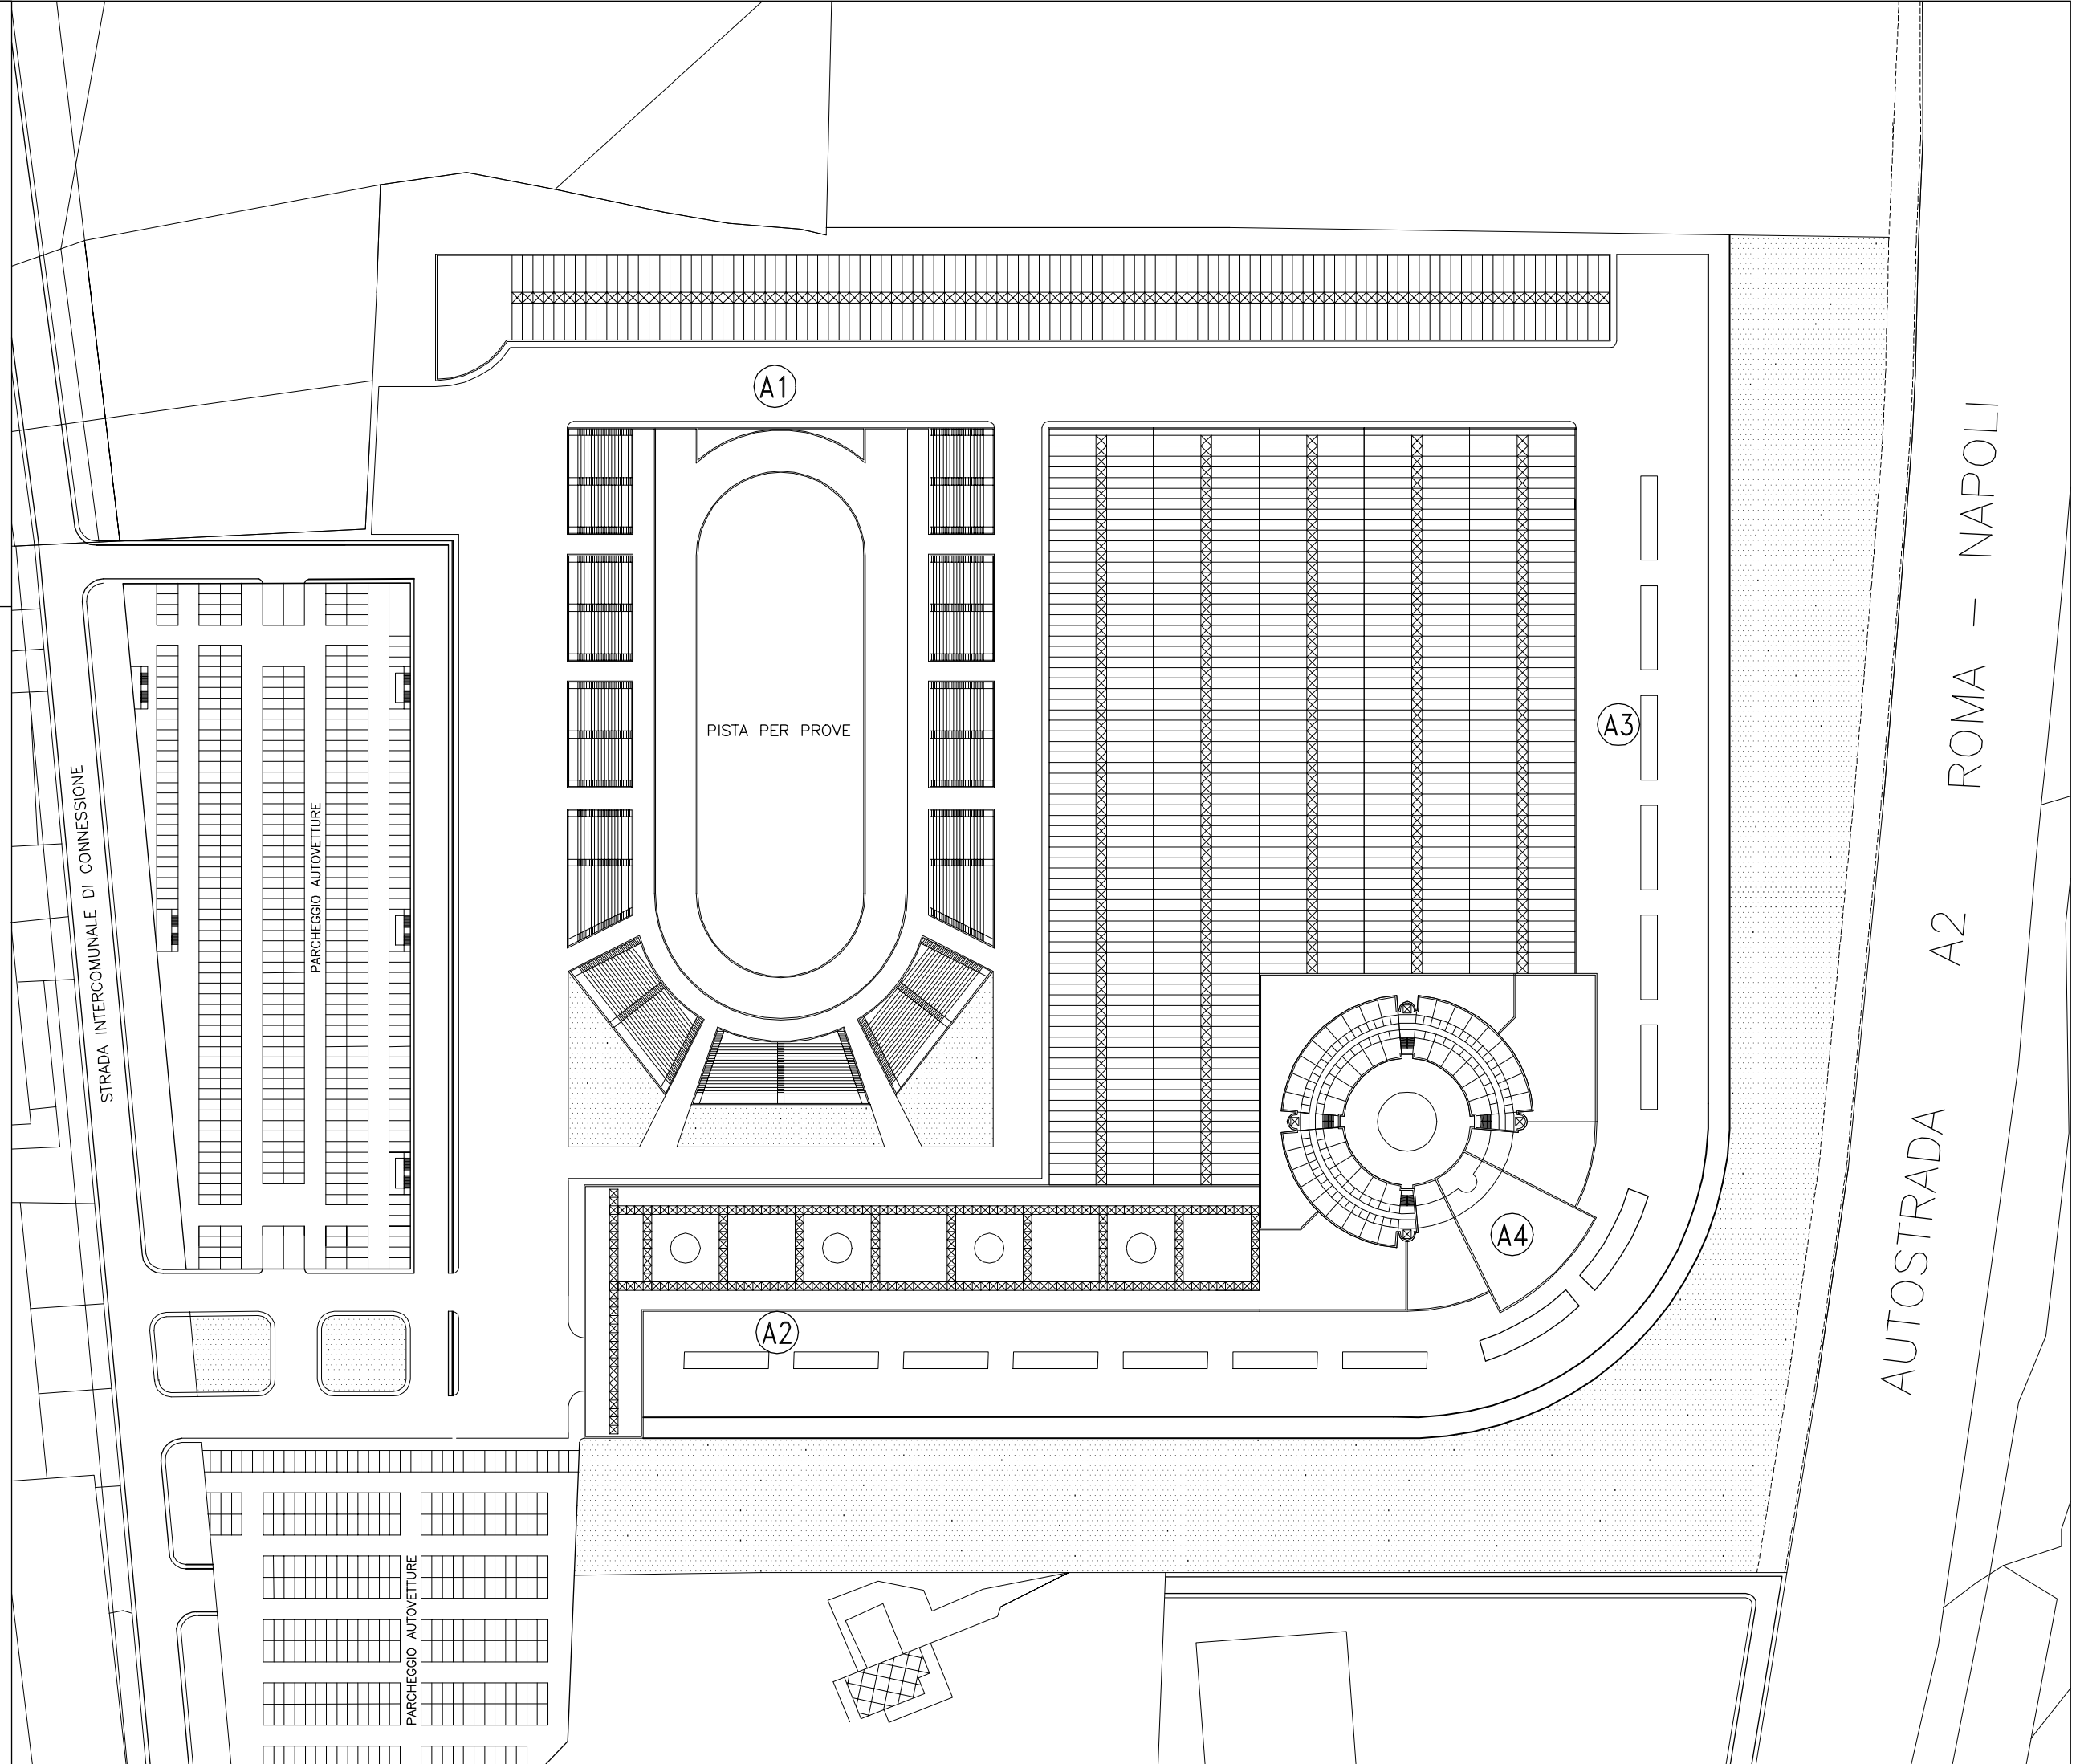 A1
PISTA PER PROVE
A3
PARCHEGGIO AUTOVETTURE
STRADA INTERCOMUNALE DI CONNESSIONE
A4
A2
PARCHEGGIO AUTOVETTURE
AUTOSTRADA A2 ROMA - NAPOLI